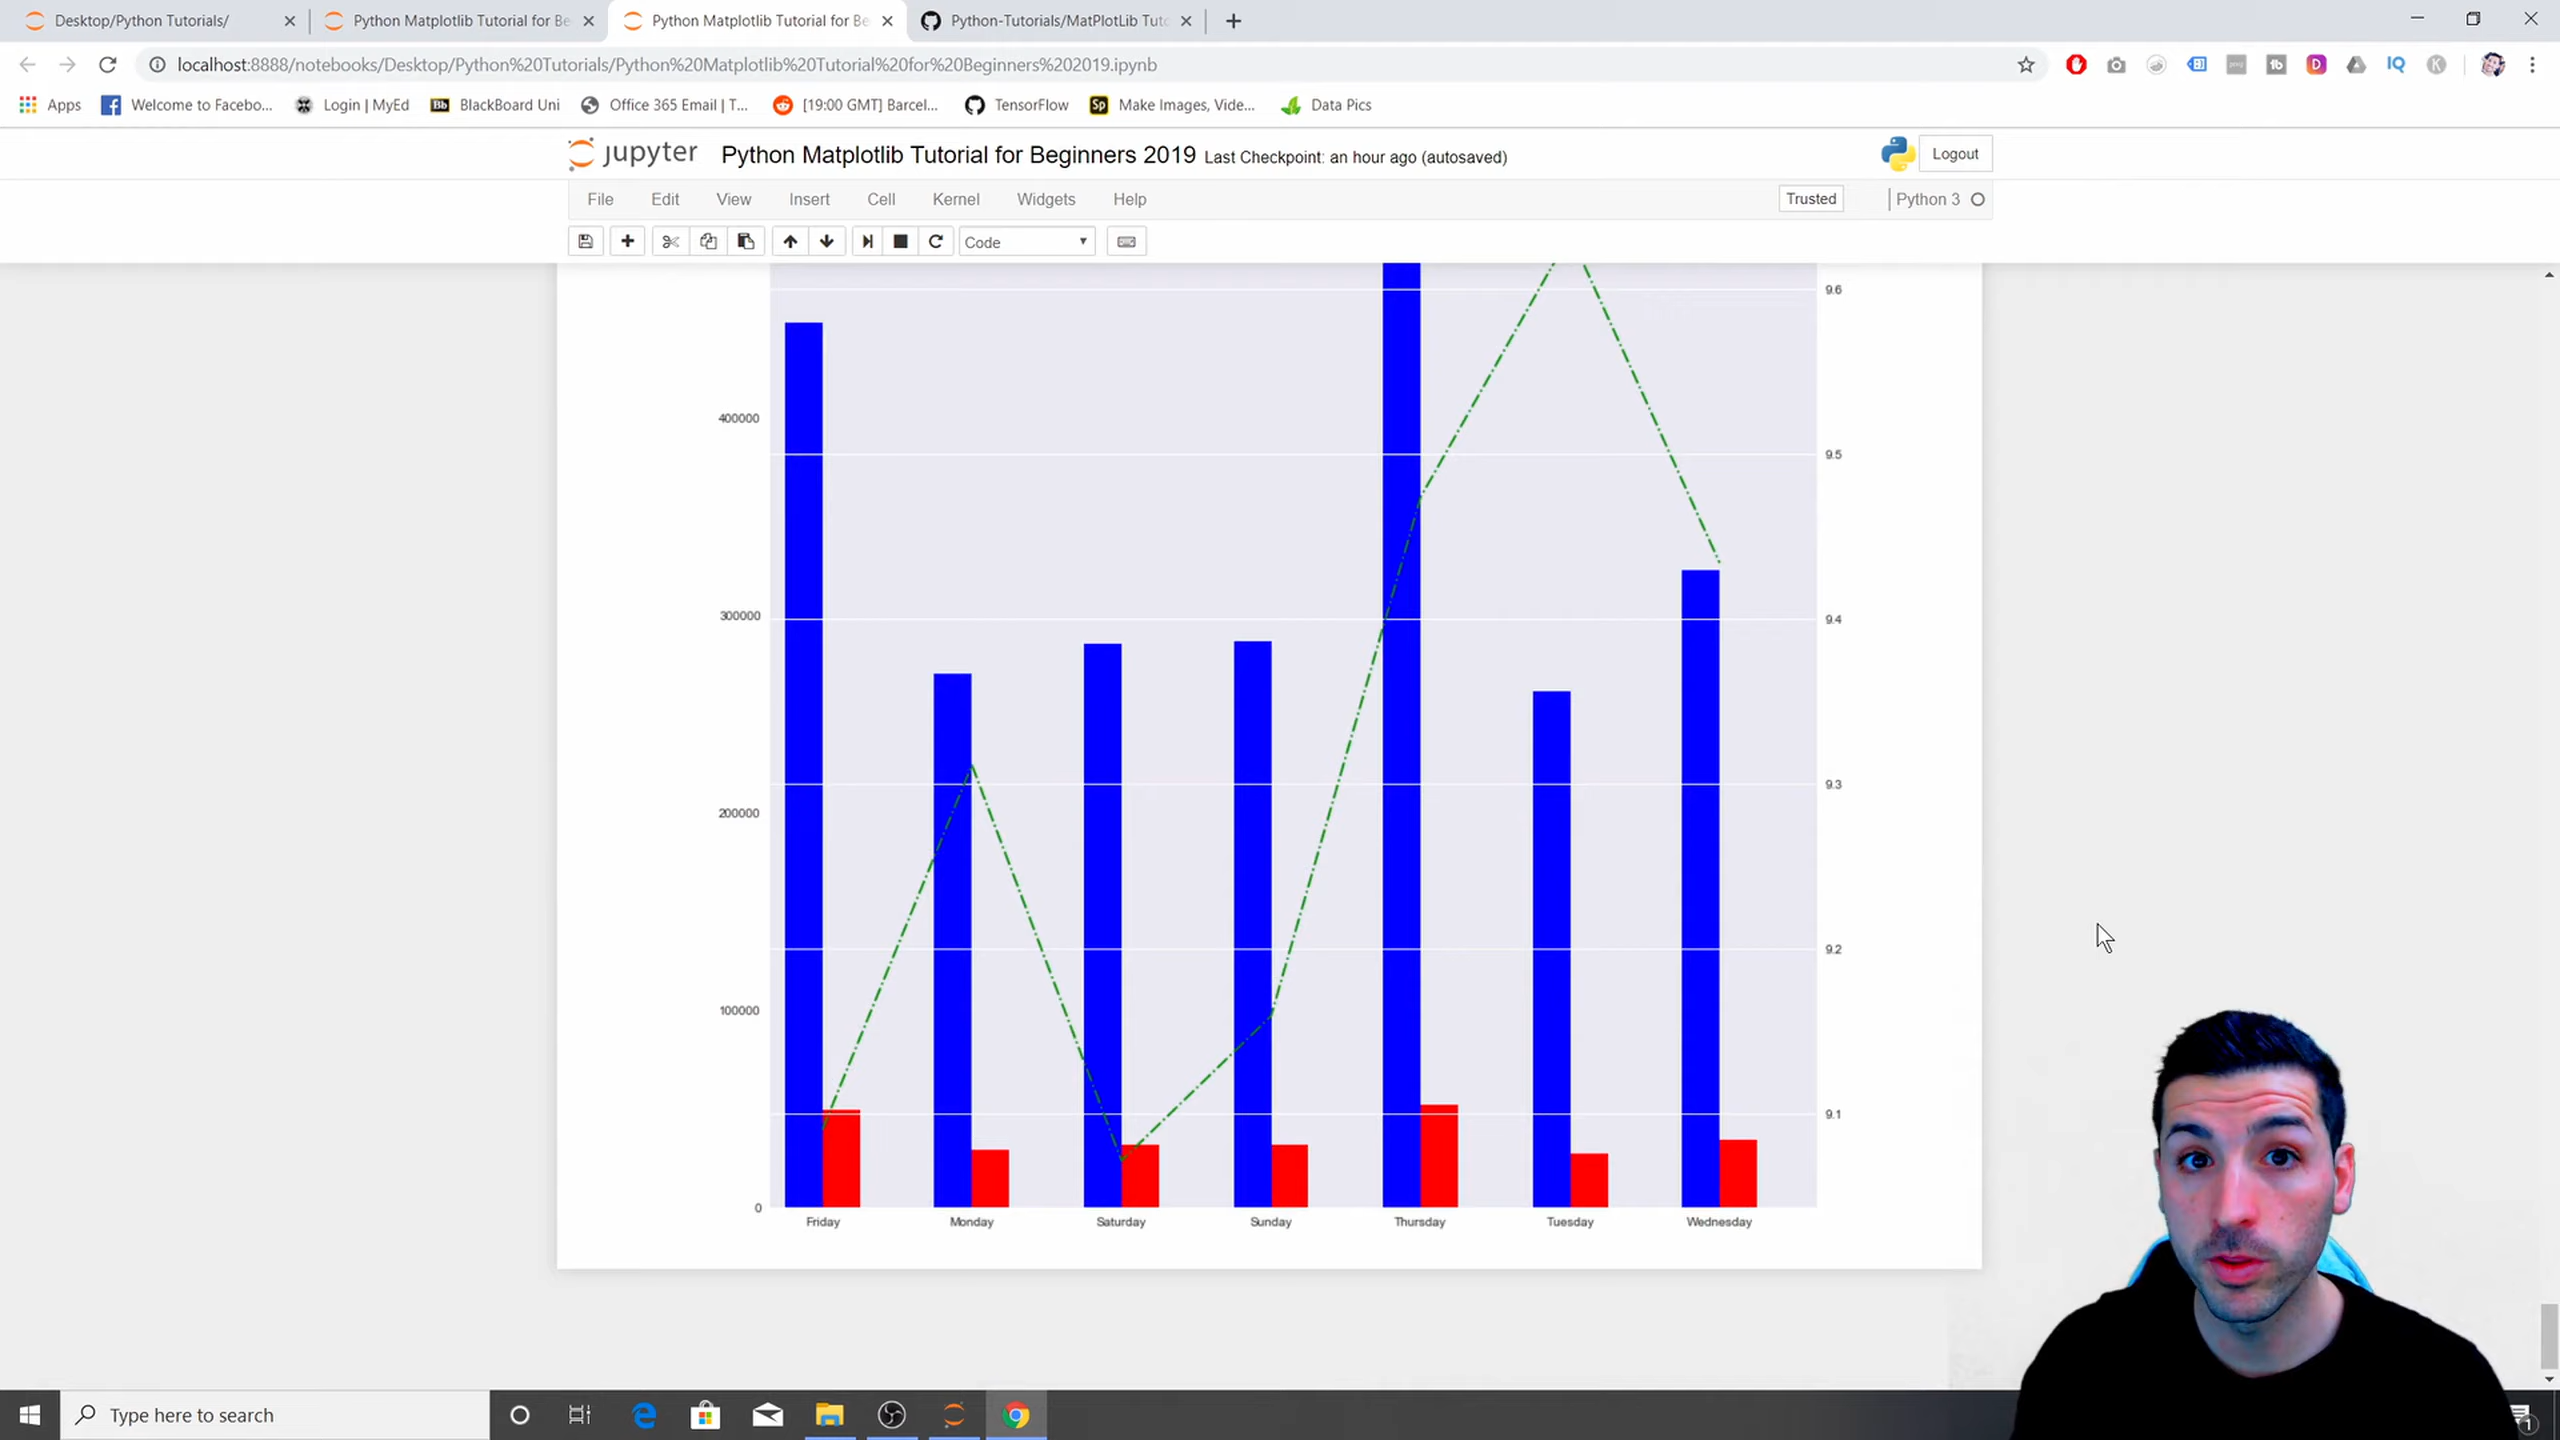 Desktop/Python Tutorials/
Python Matplotlib Tutorial for Be
Python Matplotlib Tutorial for Be
Python-Tutorials/MatPlotLib Tuto
localhost:8888/notebooks/Desktop/Python%20Tutorials/Python%20Matplotlib%20Tutorial%20for%20Beginners%202019.ipynb
Apps
Welcome to Facebo...
Login | MyEd
Bb
BlackBoard Uni
Office 365 Email | T...
[19:00 GMT] Barcel...
TensorFlow
Sp
Make Images, Vide...
Data Pics
jupyter
Python Matplotlib Tutorial for Beginners 2019 Last Checkpoint: an hour ago (autosaved)
Logout
File
Edit
View
Insert
Cell
Kernel
Widgets
Help
Trusted
Python 3
Code
9.6
400000
9.5
300000
9.4
9.3
200000
9.2
100000
9.1
0
Friday
Monday
Saturday
Sunday
Thursday
Tuesday
Wednesday
Type here to search
1